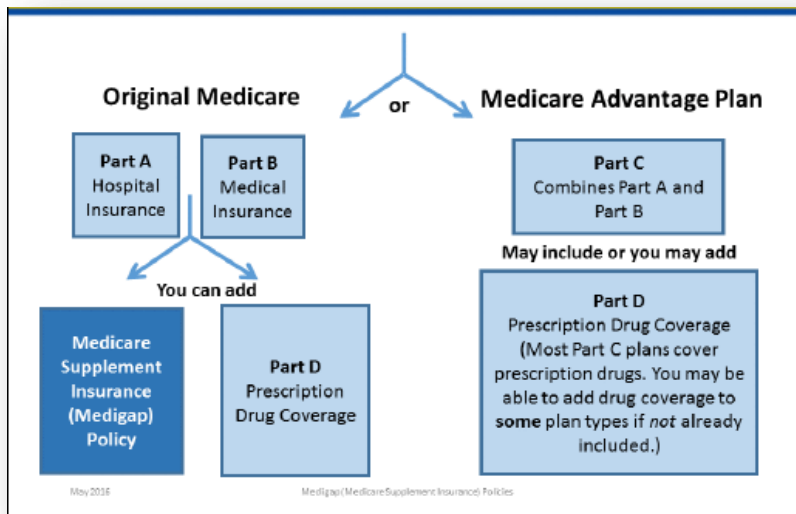 Original Medicare
or
Medicare Advantage Plan
Part A
Hospital
Insurance
Part B
Medical
Insurance
Part C
Combines Part A and
Part B
You can add
May include or you may add
Medicare
Supplement
Insurance
(Medigap)
Policy
Part D
Prescription
Drug Coverage
Part D
Prescription Drug Coverage
(Most Part C plans cover
prescription drugs. You may be
able to add drug coverage to
some plan types if not already
included.)
May 2016
Medigap (Medicare Supplement Insurance) Policies